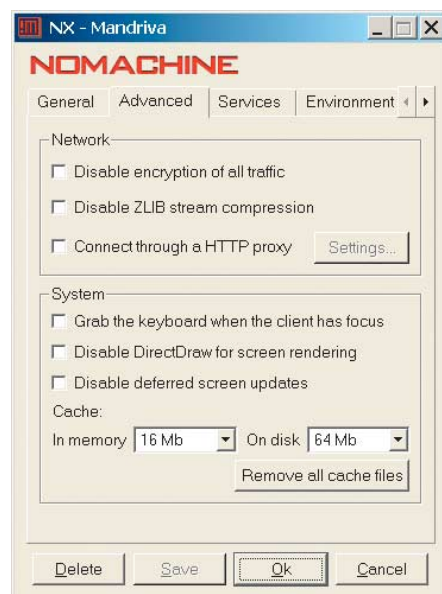 NX - Mandriva
NOMACHINE
General Advanced Services Environment
Network
Disable encryption of all traffic
Disable ZLIB stream compression
Connect through a HTTP proxy Settings...
System
Grab the keyboard when the client has focus
Disable DirectDraw for screen rendering
Disable deferred screen updates
Cache:
In memory 16 Mb On disk 64 Mb
Remove all cache files
Delete Save Ok Cancel